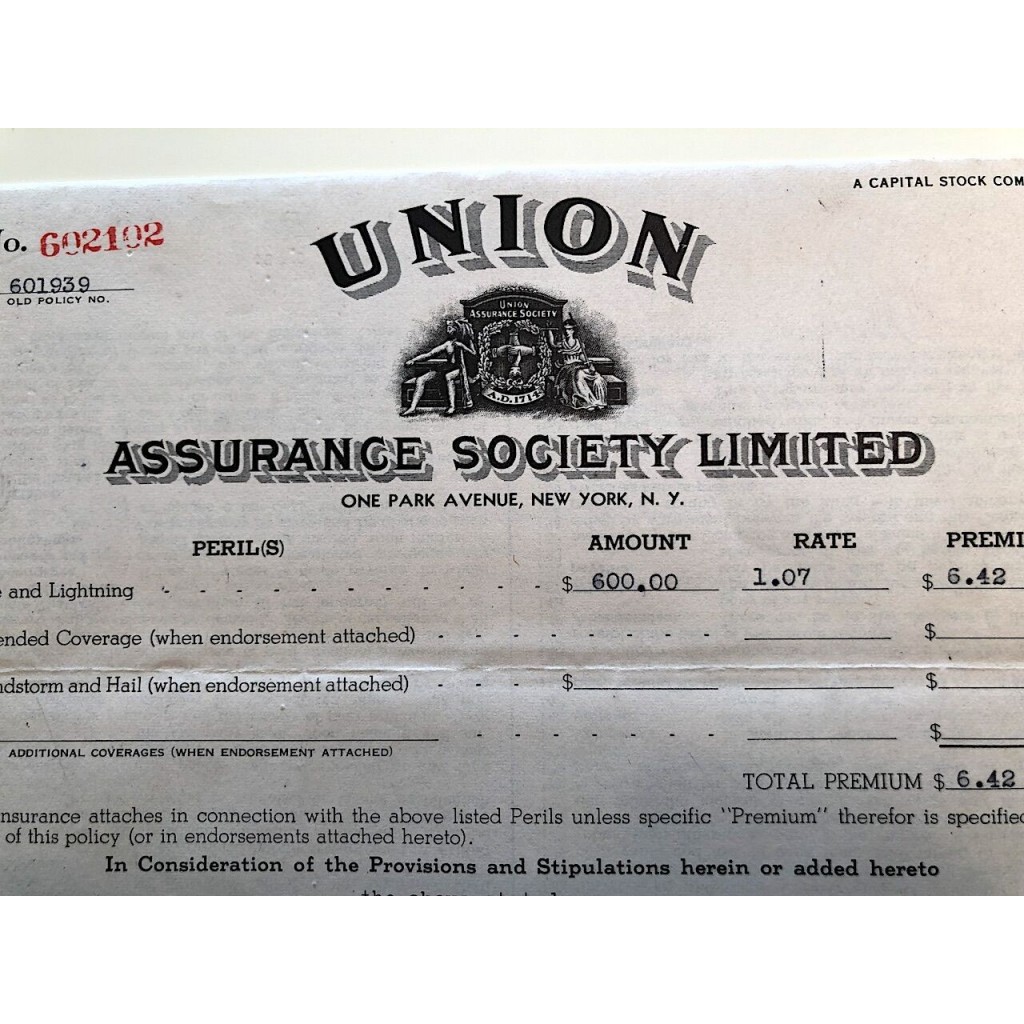 A CAPITAL STOCK COM
No. 602102
601939
OLD POLICY NO.
UNION
UNION
ASSURANCE SOCIETY
A.D. 1714
ASSURANCE SOCIETY LIMITED
ONE PARK AVENUE, NEW YORK, N. Y.
PERIL(S) AMOUNT RATE PREMI
e and Lightning - - - - - - - - - - - - $ 600.00 1.07 $ 6.42
ended Coverage (when endorsement attached) - - - - - - - - $
ndstorm and Hail (when endorsement attached) - - - $ $
- - - - - - - $
ADDITIONAL COVERAGES (WHEN ENDORSEMENT ATTACHED)
TOTAL PREMIUM $ 6.42
nsurance attaches in connection with the above listed Perils unless specific "Premium" therefor is specified
of this policy (or in endorsements attached hereto).
In Consideration of the Provisions and Stipulations herein or added hereto